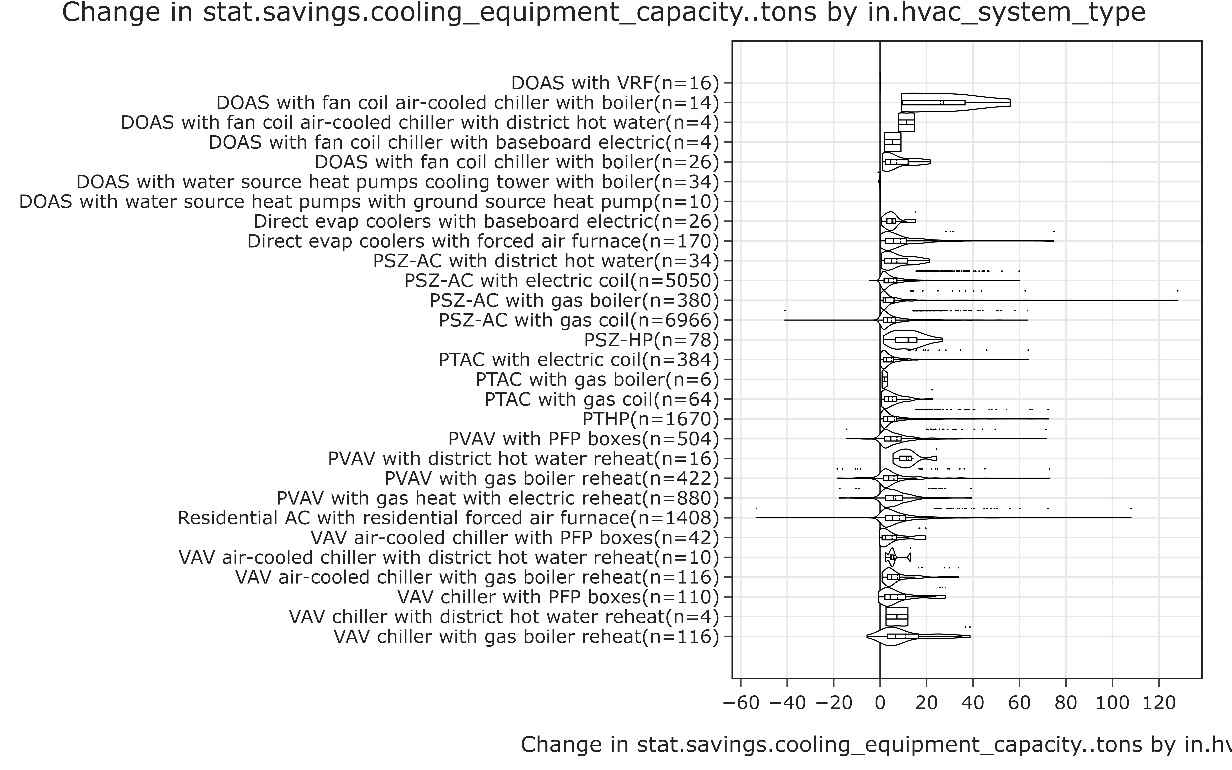 Change in stat.savings.cooling_equipment_capacity..tons by in.hvac_system_type
DOAS with VRF(n=16)
DOAS with fan coil air-cooled chiller with boiler(n=14)
DOAS with fan coil air-cooled chiller with district hot water(n=4)
DOAS with fan coil chiller with baseboard electric(n=4)
DOAS with fan coil chiller with boiler(n=26)
DOAS with water source heat pumps cooling tower with boiler(n=34)
DOAS with water source heat pumps with ground source heat pump(n=10)
Direct evap coolers with baseboard electric(n=26)
Direct evap coolers with forced air furnace(n=170)
PSZ-AC with district hot water(n=34)
PSZ-AC with electric coil(n=5050)
PSZ-AC with gas boiler(n=380)
PSZ-AC with gas coil(n=6966)
PSZ-HP(n=78)
PTAC with electric coil(n=384)
PTAC with gas boiler(n=6)
PTAC with gas coil(n=64)
PTHP(n=1670)
PVAV with PFP boxes(n=504)
PVAV with district hot water reheat(n=16)
PVAV with gas boiler reheat(n=422)
PVAV with gas heat with electric reheat(n=880)
Residential AC with residential forced air furnace(n=1408)
VAV air-cooled chiller with PFP boxes(n=42)
VAV air-cooled chiller with district hot water reheat(n=10)
VAV air-cooled chiller with gas boiler reheat(n=116)
VAV chiller with PFP boxes(n=110)
VAV chiller with district hot water reheat(n=4)
VAV chiller with gas boiler reheat(n=116)
−60 −40 −20 0 20 40 60 80 100 120
Change in stat.savings.cooling_equipment_capacity..tons by in.hv